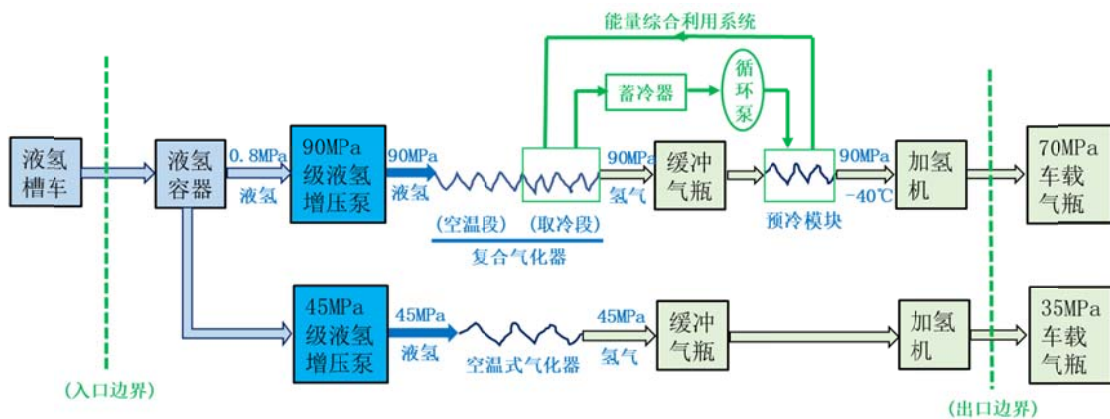 能量综合利用系统
蓄冷器
循
环
泵
液氢
槽车
液氢
容器
0.8MPa
液氢
90MPa
级液氢
增压泵
90MPa
液氢
(空温段)
(取冷段)
复合气化器
90MPa
氢气
缓冲
气瓶
预冷模块
90MPa
-40℃
加氢
机
70MPa
车载
气瓶
45MPa
级液氢
增压泵
45MPa
液氢
空温式气化器
45MPa
氢气
缓冲
气瓶
加氢
机
35MPa
车载
气瓶
(入口边界)
(出口边界)